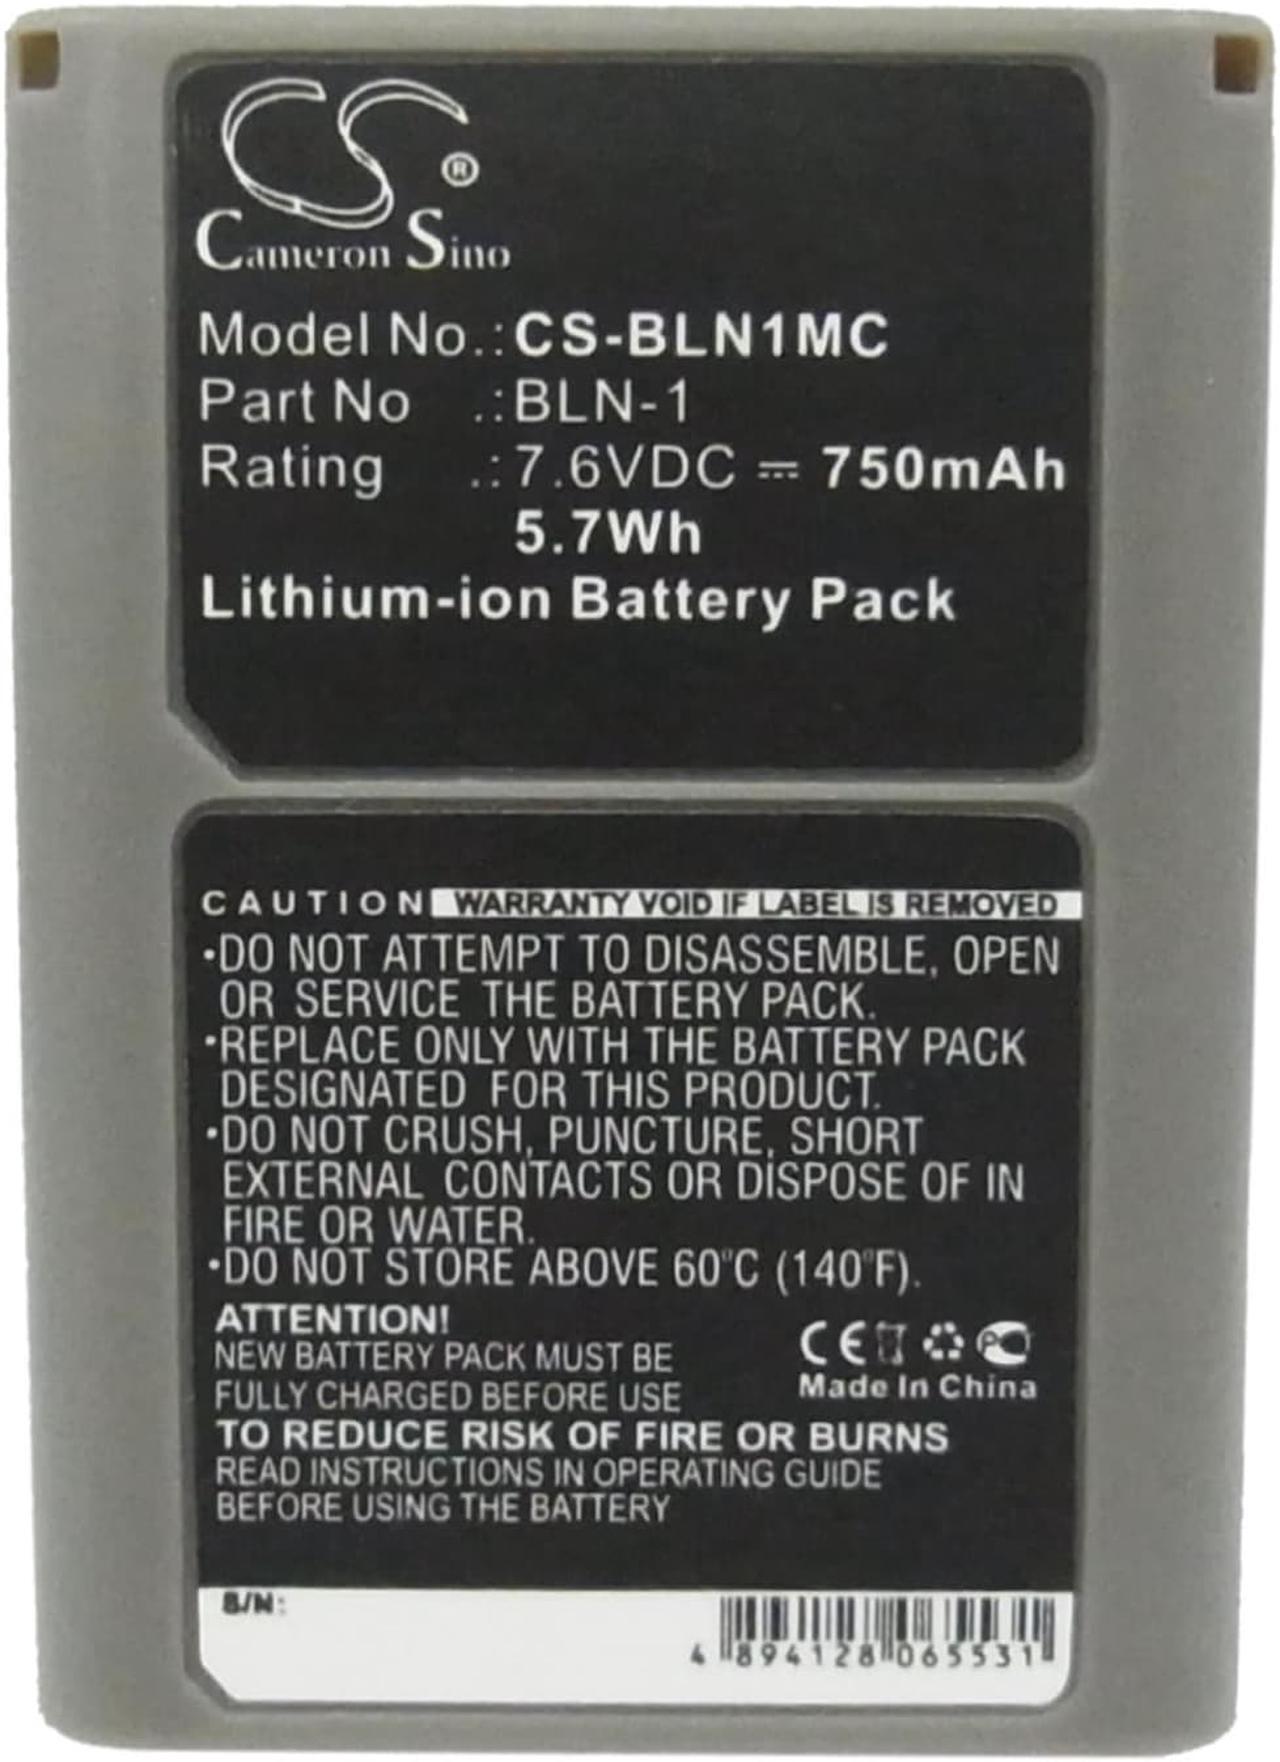 CS®
Cameron Sino
Model No.:CS-BLN1MC
Part No .:BLN-1
Rating .:7.6VDC ⎓ 750mAh
5.7Wh
Lithium-ion Battery Pack
CAUTION WARRANTY VOID IF LABEL IS REMOVED
•DO NOT ATTEMPT TO DISASSEMBLE, OPEN
OR SERVICE THE BATTERY PACK.
•REPLACE ONLY WITH THE BATTERY PACK
DESIGNATED FOR THIS PRODUCT.
•DO NOT CRUSH, PUNCTURE, SHORT
EXTERNAL CONTACTS OR DISPOSE OF IN
FIRE OR WATER.
•DO NOT STORE ABOVE 60°C (140°F).
ATTENTION!
NEW BATTERY PACK MUST BE
FULLY CHARGED BEFORE USE
CE
Made In China
TO REDUCE RISK OF FIRE OR BURNS
READ INSTRUCTIONS IN OPERATING GUIDE
BEFORE USING THE BATTERY
S/N:
4 894128 065531